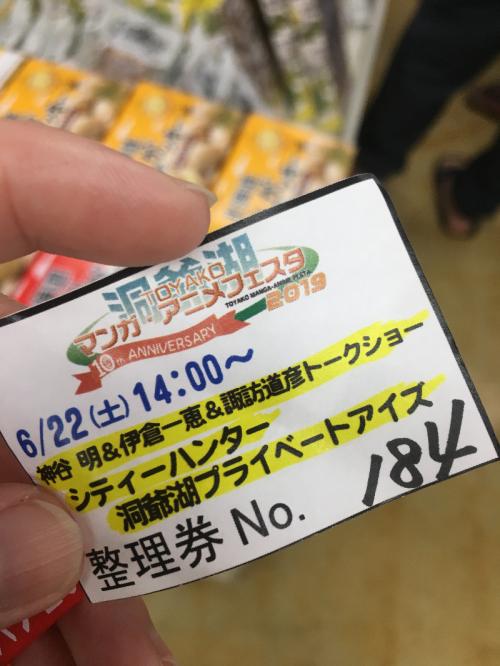 洞爺湖
TOYAKO
マンガ アニメフェスタ
TOYAKO MANGA・ANIME FESTA
2019
10th ANNIVERSARY
6/22(土) 14:00〜
神谷 明&伊倉一恵&諏訪道彦トークショー
シティーハンター
洞爺湖プライベートアイズ
整理券 No. 184